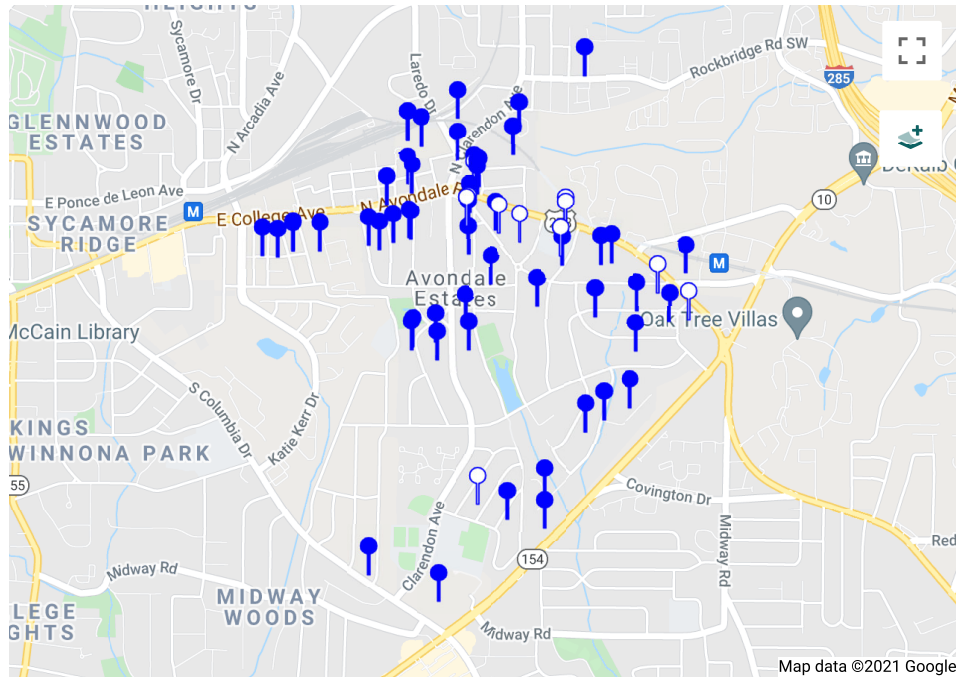 HEIGHTS
Rockbridge Rd SW
285
Sycamore Dr
Laredo Dr
N Arcadia Ave
N Clarendon Ave
GLENNWOOD
ESTATES
E Ponce de Leon Ave
M
E College Ave
N Avondale
10
SYCAMORE
RIDGE
M
Avondale
Estates
McCain Library
Oak Tree Villas
S Columbia Dr
Katie Kerr Dr
KINGS
WINNONA PARK
55
Covington Dr
Clarendon Ave
Midway Rd
154
Red
Midway Rd
MIDWAY
WOODS
LLEGE
GHTS
Midway Rd
Map data ©2021 Google